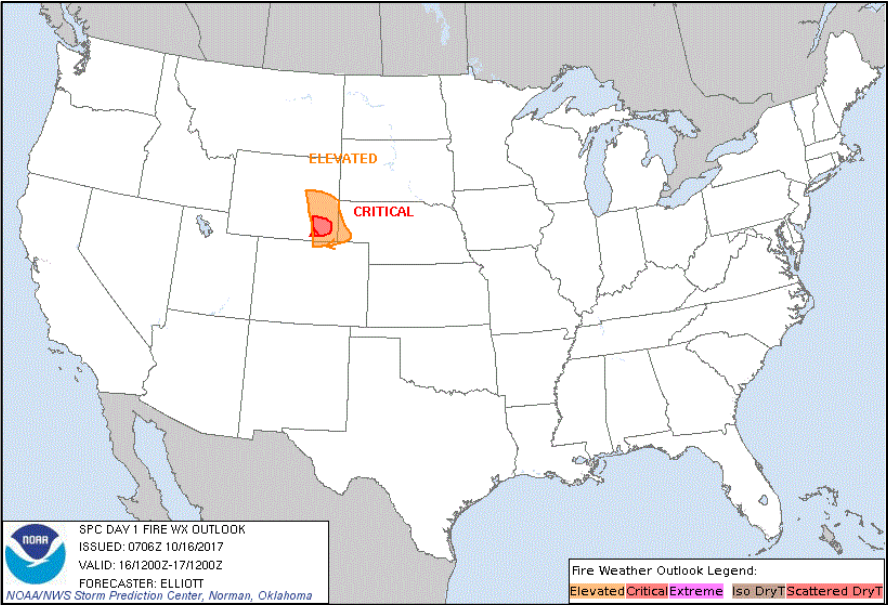 ELEVATED
CRITICAL
NOAA
SPC DAY 1 FIRE WX OUTLOOK
ISSUED: 0706Z 10/16/2017
VALID: 16/1200Z-17/1200Z
FORECASTER: ELLIOTT
NOAA/NWS Storm Prediction Center, Norman, Oklahoma
Fire Weather Outlook Legend:
Elevated Critical Extreme Iso DryT Scattered DryT